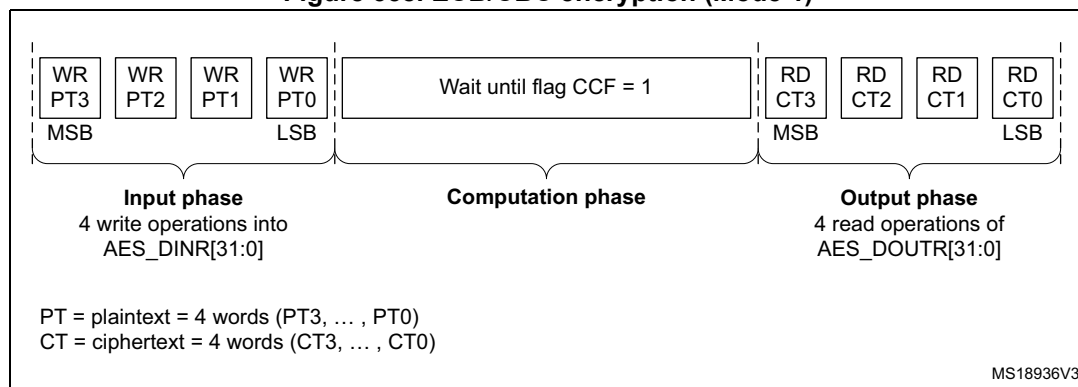 WR PT3 WR PT2 WR PT1 WR PT0 Wait until flag CCF = 1 RD CT3 RD CT2 RD CT1 RD CT0
MSB LSB MSB LSB
Input phase Computation phase Output phase
4 write operations into 4 read operations of
AES_DINR[31:0] AES_DOUTR[31:0]
PT = plaintext = 4 words (PT3, … , PT0)
CT = ciphertext = 4 words (CT3, … , CT0)
MS18936V3